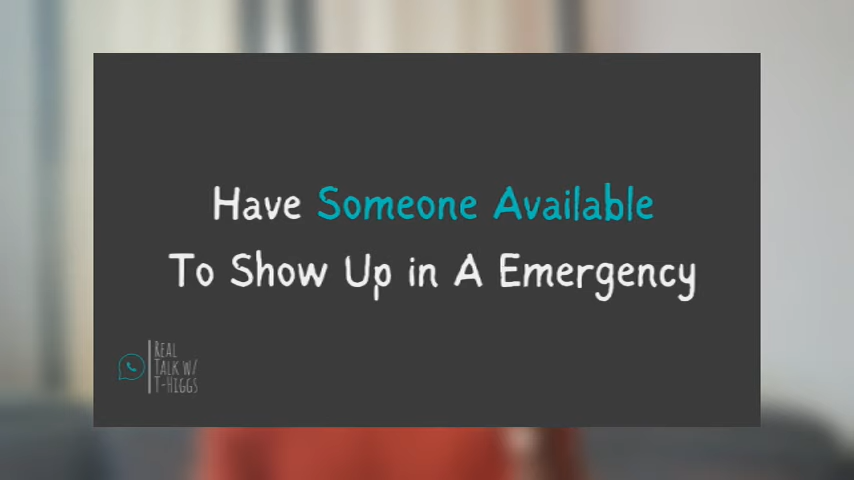 Have Someone Available
To Show Up in A Emergency
Real
Talk w/
T-Higgs